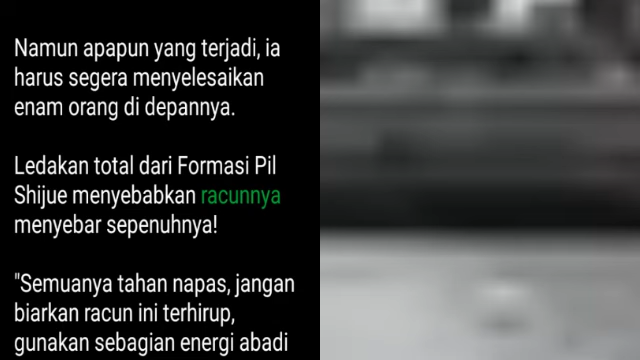 Namun apapun yang terjadi, ia
harus segera menyelesaikan
enam orang di depannya.
Ledakan total dari Formasi Pil
Shijue menyebabkan racunnya
menyebar sepenuhnya!
"Semuanya tahan napas, jangan
biarkan racun ini terhirup,
gunakan sebagian energi abadi